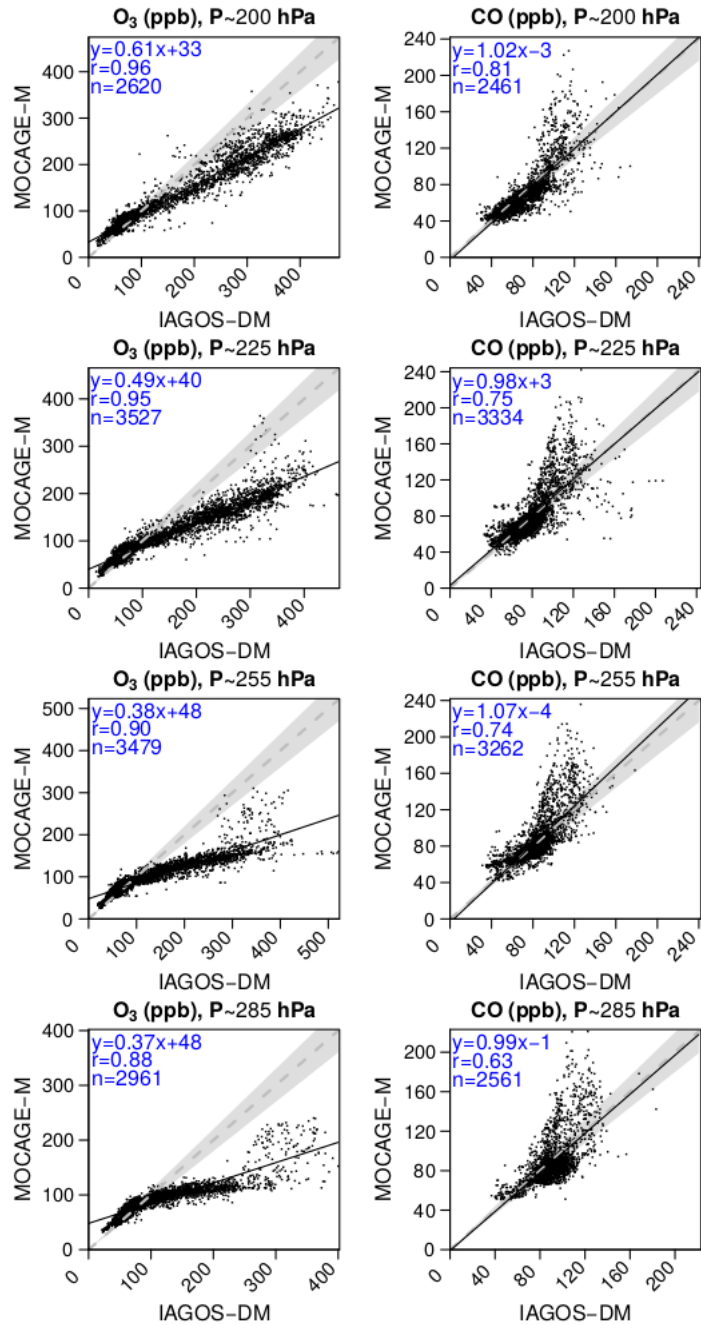 O₃ (ppb), P~200 hPa
y=0.61x+33
r=0.96
n=2620
MOCAGE−M
400
300
200
100
0
0 100 200 300 400
IAGOS−DM
CO (ppb), P~200 hPa
y=1.02x−3
r=0.81
n=2461
MOCAGE−M
240
200
160
120
80
40
0
0 40 80 120 160 200 240
IAGOS−DM
O₃ (ppb), P~225 hPa
y=0.49x+40
r=0.95
n=3527
MOCAGE−M
400
300
200
100
0
0 100 200 300 400
IAGOS−DM
CO (ppb), P~225 hPa
y=0.98x+3
r=0.75
n=3334
MOCAGE−M
240
200
160
120
80
40
0
0 40 80 120 160 200 240
IAGOS−DM
O₃ (ppb), P~255 hPa
y=0.38x+48
r=0.90
n=3479
MOCAGE−M
500
400
300
200
100
0
0 100 200 300 400 500
IAGOS−DM
CO (ppb), P~255 hPa
y=1.07x−4
r=0.74
n=3262
MOCAGE−M
240
200
160
120
80
40
0
0 40 80 120 160 200 240
IAGOS−DM
O₃ (ppb), P~285 hPa
y=0.37x+48
r=0.88
n=2961
MOCAGE−M
400
300
200
100
0
0 100 200 300 400
IAGOS−DM
CO (ppb), P~285 hPa
y=0.99x−1
r=0.63
n=2561
MOCAGE−M
200
160
120
80
40
0
0 40 80 120 160 200
IAGOS−DM